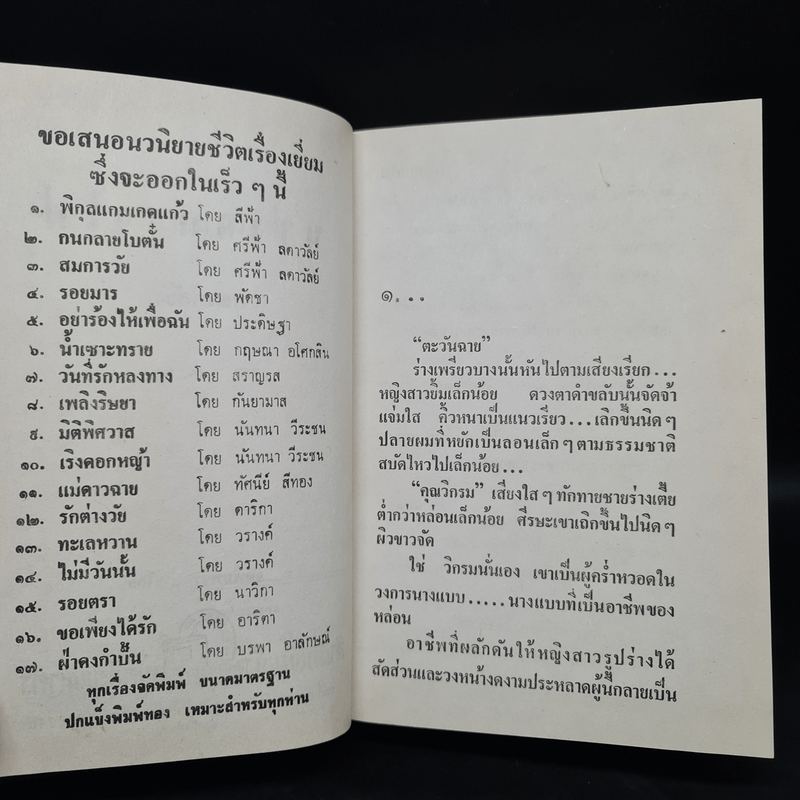 ขอเสนอนวนิยายชีวิตเรื่องเยี่ยม
ซึ่งจะออกในเร็ว ๆ นี้
๑. พิกุลแกมเกดแก้ว โดย สีฟ้า
๒. กนกลายโบตั๋น โดย ศรีฟ้า ลดาวัลย์
๓. สมการวัย โดย ศรีฟ้า ลดาวัลย์
๔. รอยมาร โดย พัดชา
๕. อย่าร้องไห้เพื่อฉัน โดย ประดิษฐา
๖. น้ำเซาะทราย โดย กฤษณา อโศกสิน
๗. วันที่รักหลงทาง โดย สราญรส
๘. เพลิงริษยา โดย กันยามาส
๙. มิติพิศวาส โดย นันทนา วีระชน
๑๐. เริงดอกหญ้า โดย นันทนา วีระชน
๑๑. แม่ดาวฉาย โดย ทัศนีย์ สีทอง
๑๒. รักต่างวัย โดย ดาริกา
๑๓. ทะเลหวาน โดย วรางค์
๑๔. ไม่มีวันนั้น โดย วรางค์
๑๕. รอยตรา โดย นาวิกา
๑๖. ขอเพียงได้รัก โดย อาริตา
๑๗. ฝ่าดงกำปั้น โดย บรพา อาลักษณ์
ทุกเรื่องจัดพิมพ์ ขนาดมาตรฐาน
ปกแข็งพิมพ์ทอง เหมาะสำหรับทุกท่าน
๑...
“ตะวันฉาย”
ร่างเพรียวบางนั้นหันไปตามเสียงเรียก...
หญิงสาวยิ้มเล็กน้อย ดวงตาดำขลับนั้นจัดจ้า
แจ่มใส คิ้วหนาเป็นแนวเรียว...เลิกขึ้นนิดๆ
ปลายผมที่หยักเป็นลอนเล็กๆตามธรรมชาติ
สบัดไหวไปเล็กน้อย...
“คุณวิกรม” เสียงใสๆทักทายชายร่างเตี้ย
ต่ำกว่าหล่อนเล็กน้อย ศีรษะเขาเถิกขึ้นไปนิดๆ
ผิวขาวจัด
ใช่ วิกรมนั่นเอง เขาเป็นผู้คร่ำหวอดใน
วงการนางแบบ.....นางแบบที่เป็นอาชีพของ
หล่อน
อาชีพที่ผลักดันให้หญิงสาวรูปร่างได้
สัดส่วนและวงหน้างดงามประหลาดผู้นี้กลายเป็น